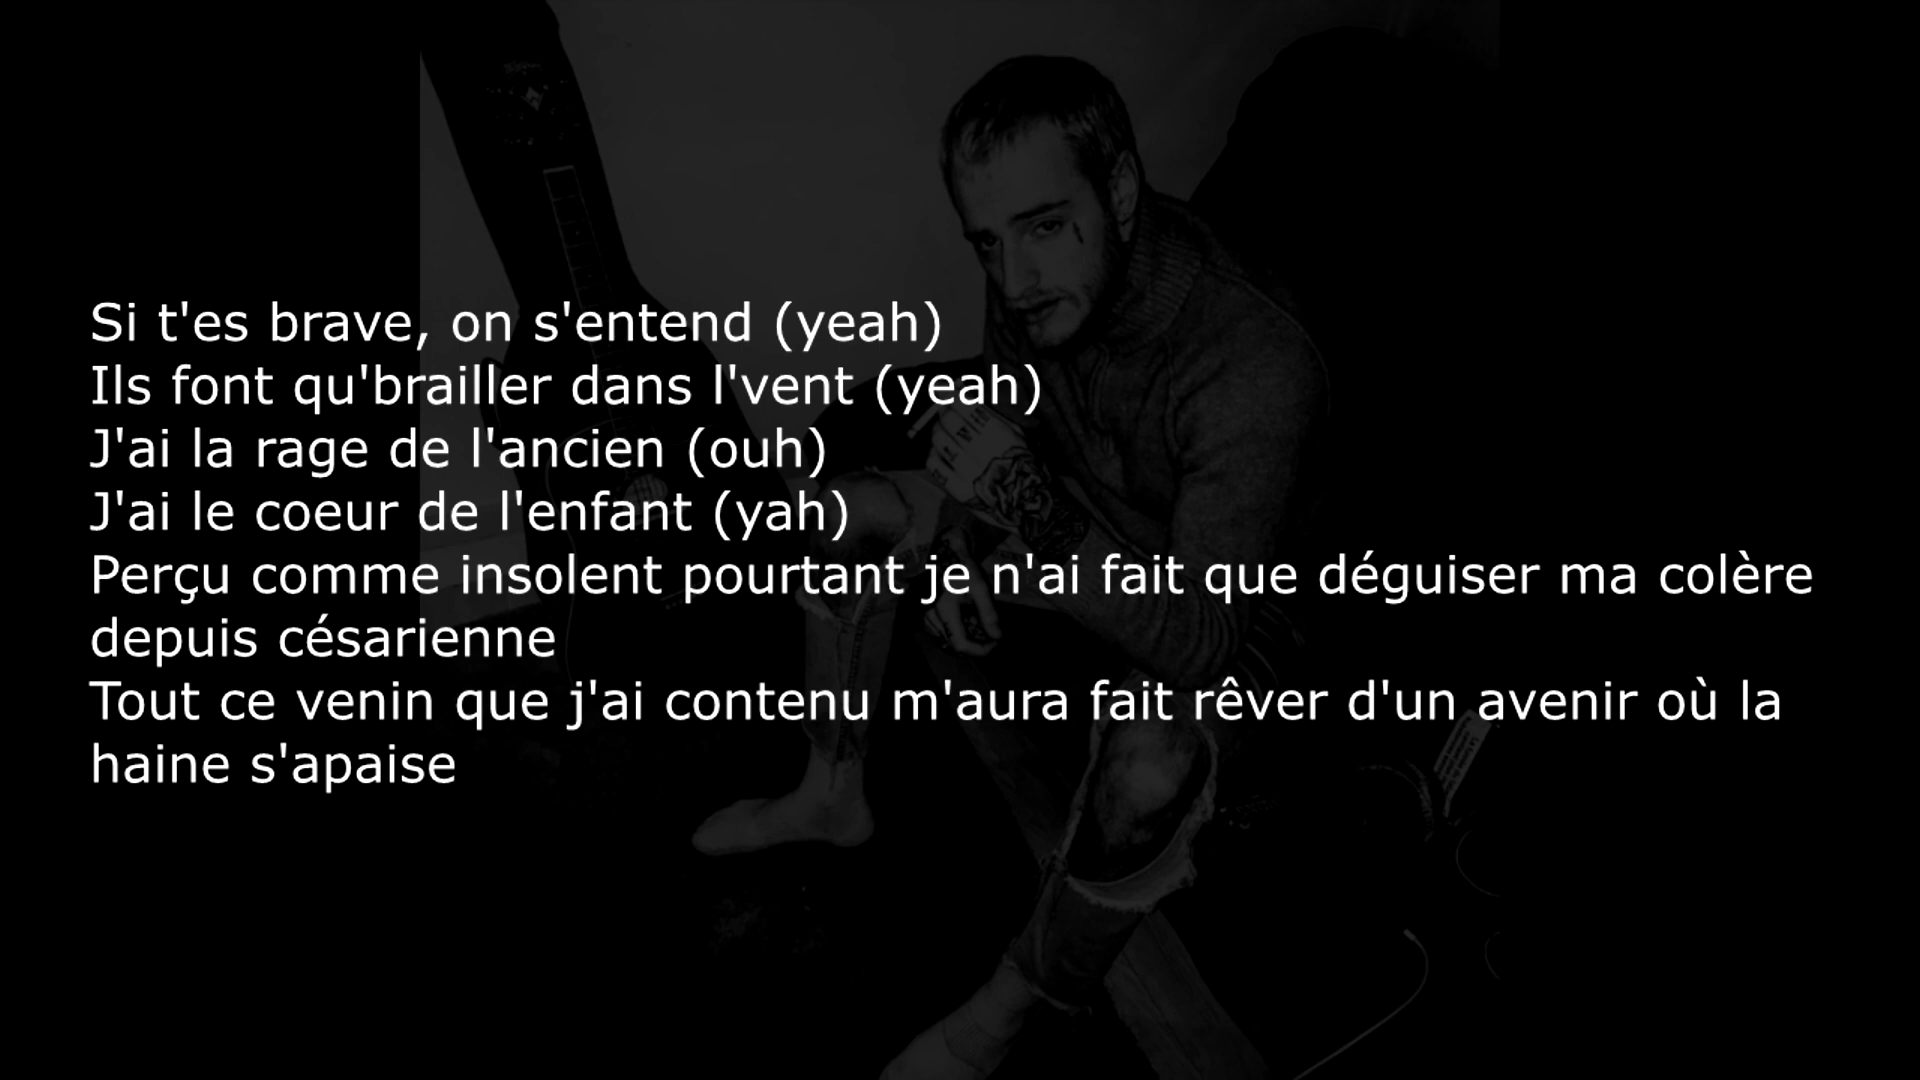 Si t'es brave, on s'entend (yeah)
Ils font qu'brailler dans l'vent (yeah)
J'ai la rage de l'ancien (ouh)
J'ai le coeur de l'enfant (yah)
Perçu comme insolent pourtant je n'ai fait que déguiser ma colère
depuis césarienne
Tout ce venin que j'ai contenu m'aura fait rêver d'un avenir où la
haine s'apaise